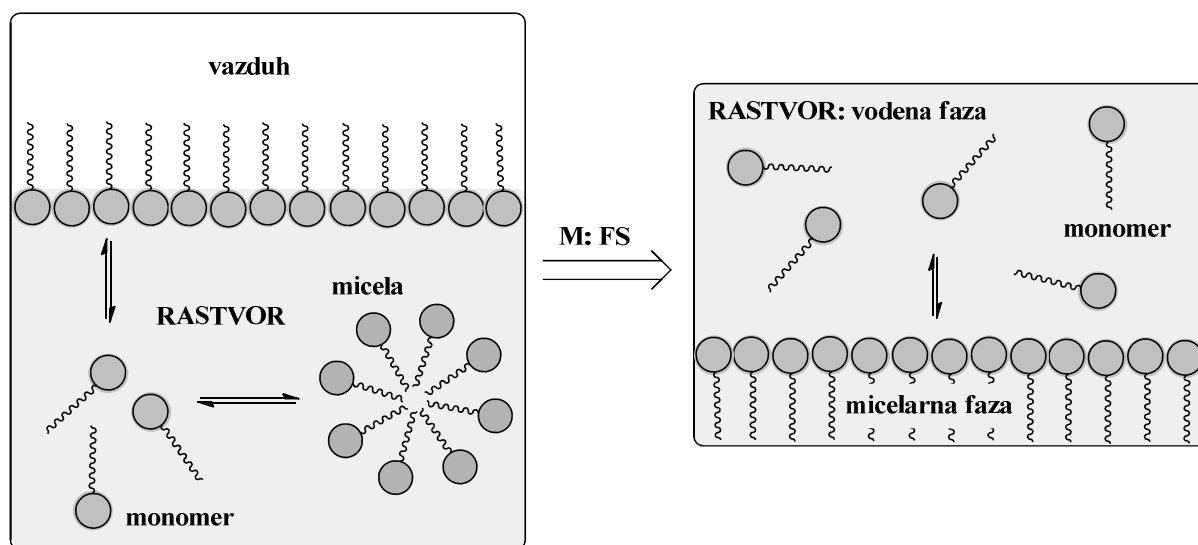 vazduh
micela
RASTVOR
monomer
M: FS
RASTVOR: vodena faza
monomer
micelarna faza